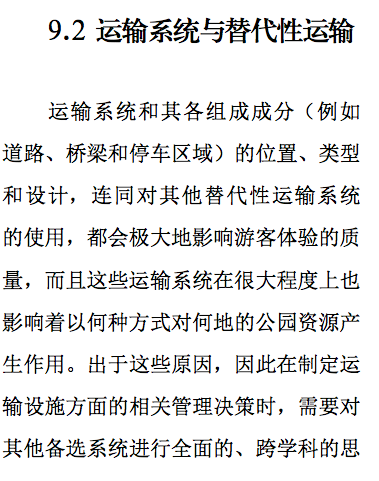 9.2 运输系统与替代性运输
运输系统和其各组成成分（例如
道路、桥梁和停车区域）的位置、类型
和设计，连同对其他替代性运输系统
的使用，都会极大地影响游客体验的质
量，而且这些运输系统在很大程度上也
影响着以何种方式对何地的公园资源产
生作用。出于这些原因，因此在制定运
输设施方面的相关管理决策时，需要对
其他备选系统进行全面的、跨学科的思